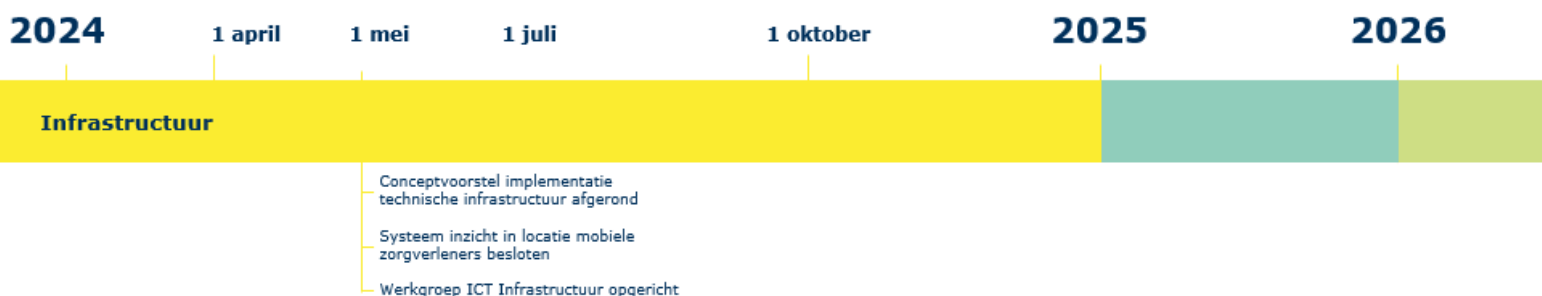 2024 1 april 1 mei 1 juli 1 oktober 2025 2026
Infrastructuur
Conceptvoorstel implementatie
technische infrastructuur afgerond
Systeem inzicht in locatie mobiele
zorgverleners besloten
Werkgroep ICT Infrastructuur opgericht